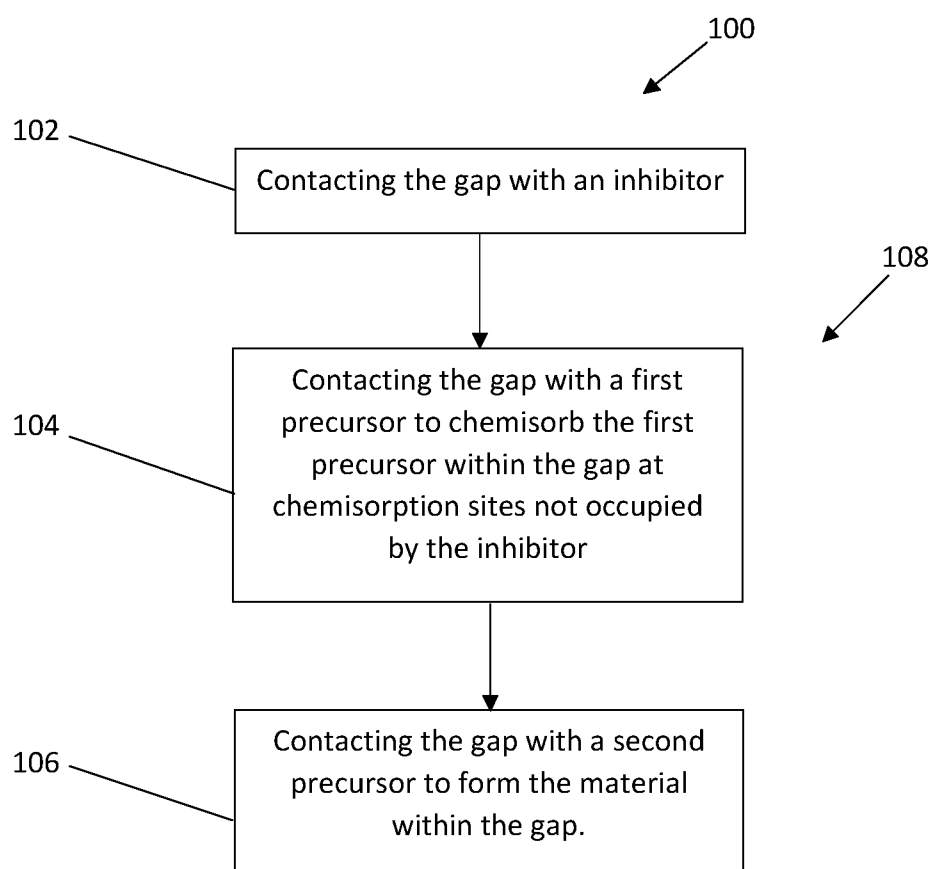 100
102
Contacting the gap with an inhibitor
108
104
Contacting the gap with a first
precursor to chemisorb the first
precursor within the gap at
chemisorption sites not occupied
by the inhibitor
106
Contacting the gap with a second
precursor to form the material
within the gap.